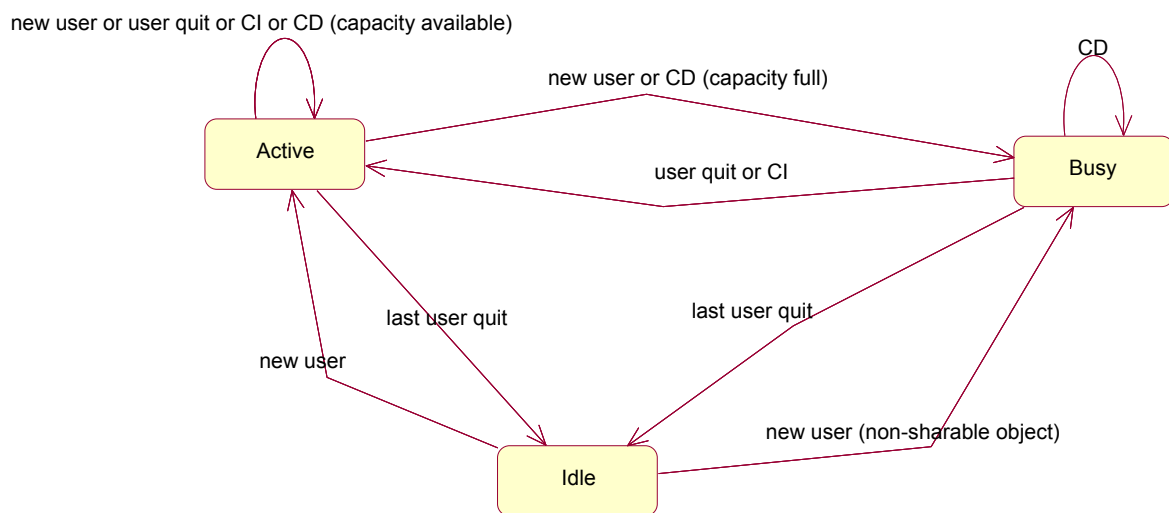 new user or user quit or CI or CD (capacity available)
CD
new user or CD (capacity full)
Active
Busy
user quit or CI
last user quit
last user quit
new user
new user (non-sharable object)
Idle